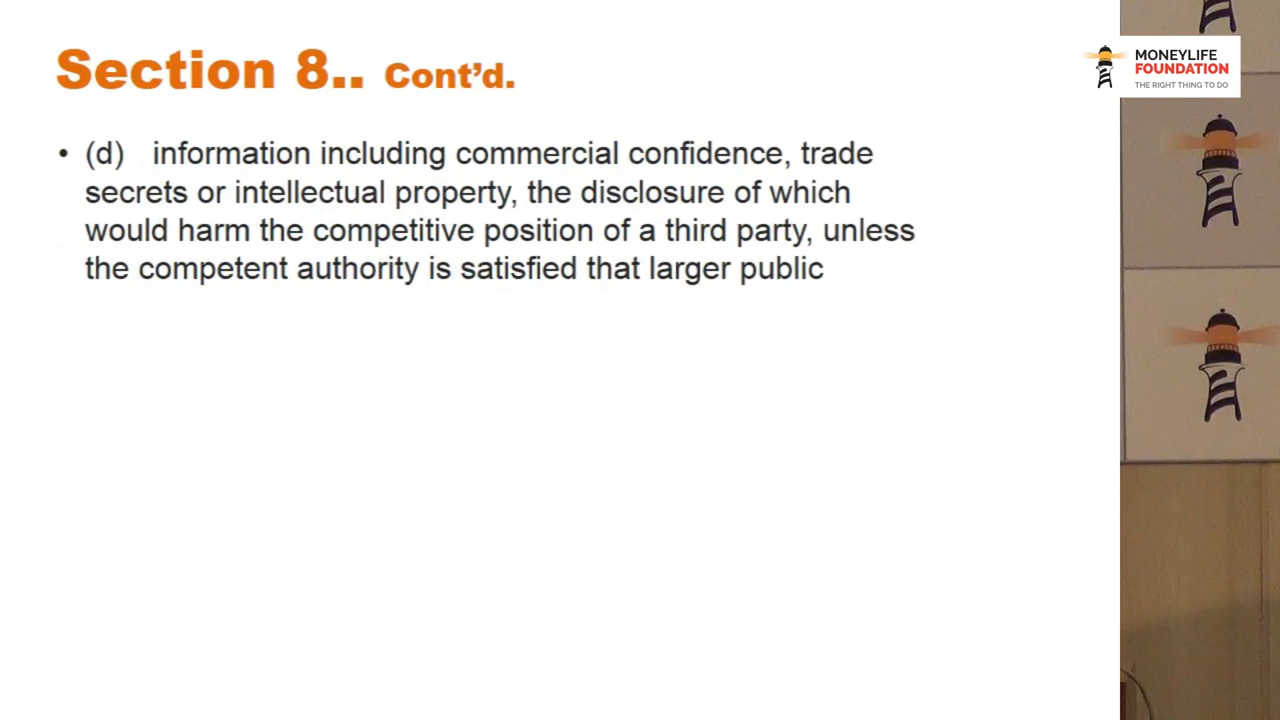 Section 8.. Cont’d.
MONEYLIFE
FOUNDATION
THE RIGHT THING TO DO
• (d) information including commercial confidence, trade
secrets or intellectual property, the disclosure of which
would harm the competitive position of a third party, unless
the competent authority is satisfied that larger public